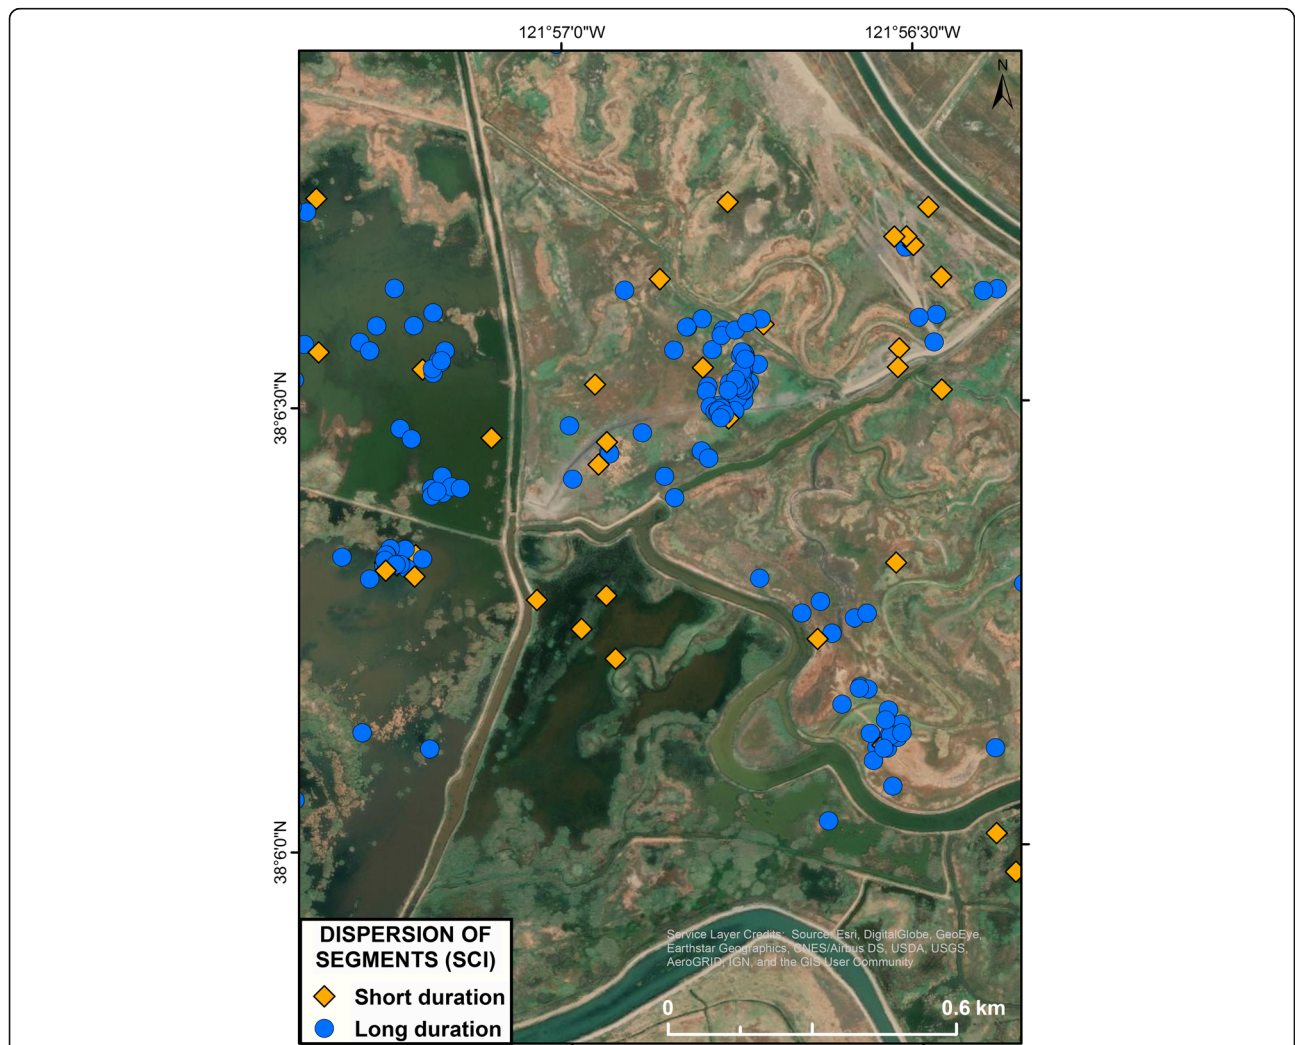 121°57'0"W
121°56'30"W
N
38°6'30"N
38°6'0"N
DISPERSION OF
SEGMENTS (SCI)
Short duration
Long duration
Service Layer Credits: Source: Esri, DigitalGlobe, GeoEye,
Earthstar Geographics, CNES/Airbus DS, USDA, USGS,
AeroGRID, IGN, and the GIS User Community
0
0.6 km